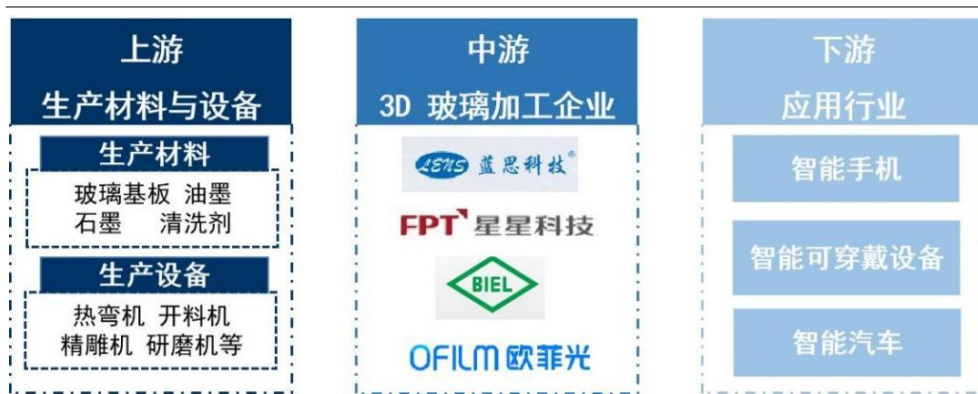 上游
生产材料与设备
生产材料
玻璃基板 油墨
石墨 清洗剂
生产设备
热弯机 开料机
精雕机 研磨机等
中游
3D 玻璃加工企业
LENS 蓝思科技®
FPT 星星科技
BIEL
OFILM 欧菲光
下游
应用行业
智能手机
智能可穿戴设备
智能汽车